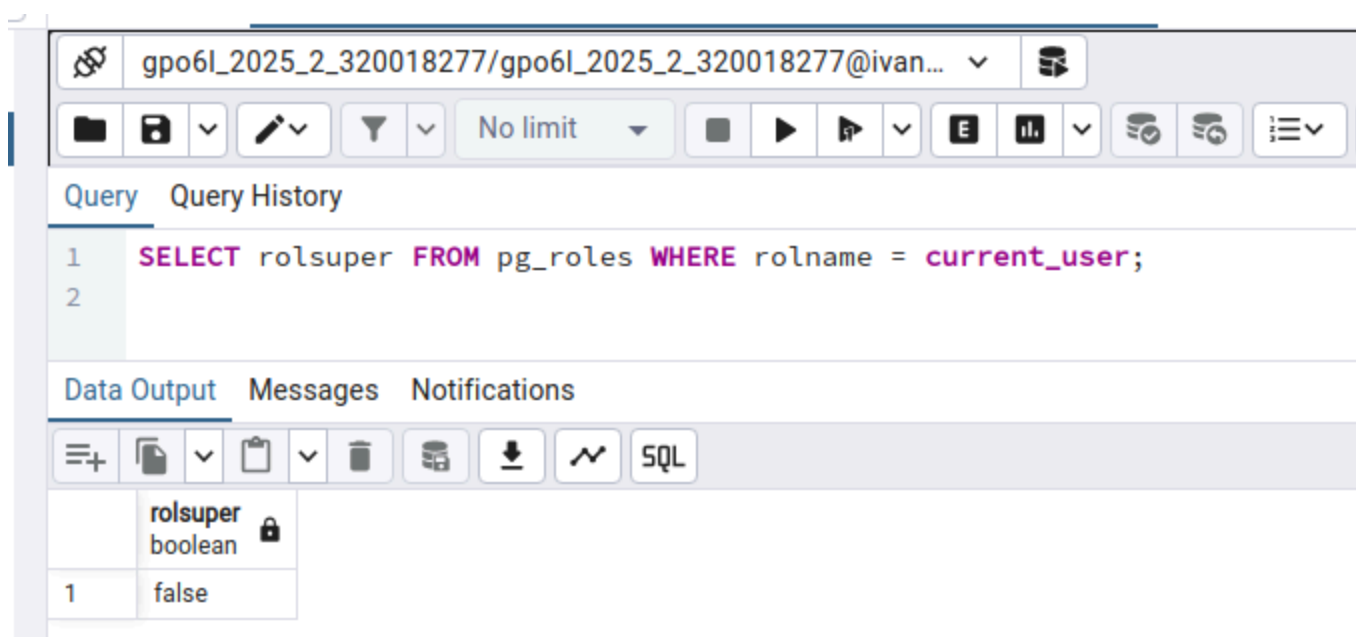 gpo6l_2025_2_320018277/gpo6l_2025_2_320018277@ivan...
No limit
E
Query Query History
1 SELECT rolsuper FROM pg_roles WHERE rolname = current_user;
2
Data Output Messages Notifications
SQL
rolsuper
boolean
1 false